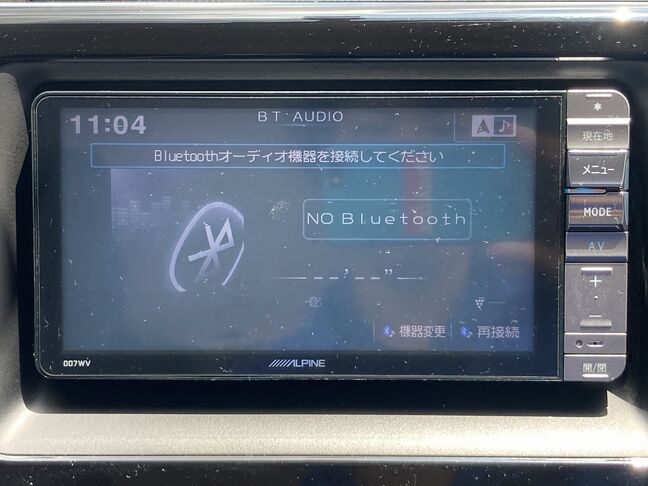 11:04
BT AUDIO
Bluetoothオーディオ機器を接続してください
NO Bluetooth
--'--"--
機器変更
再接続
007WV
ALPINE
*
現在地
メニュー
MODE
AV
+
-
開/閉